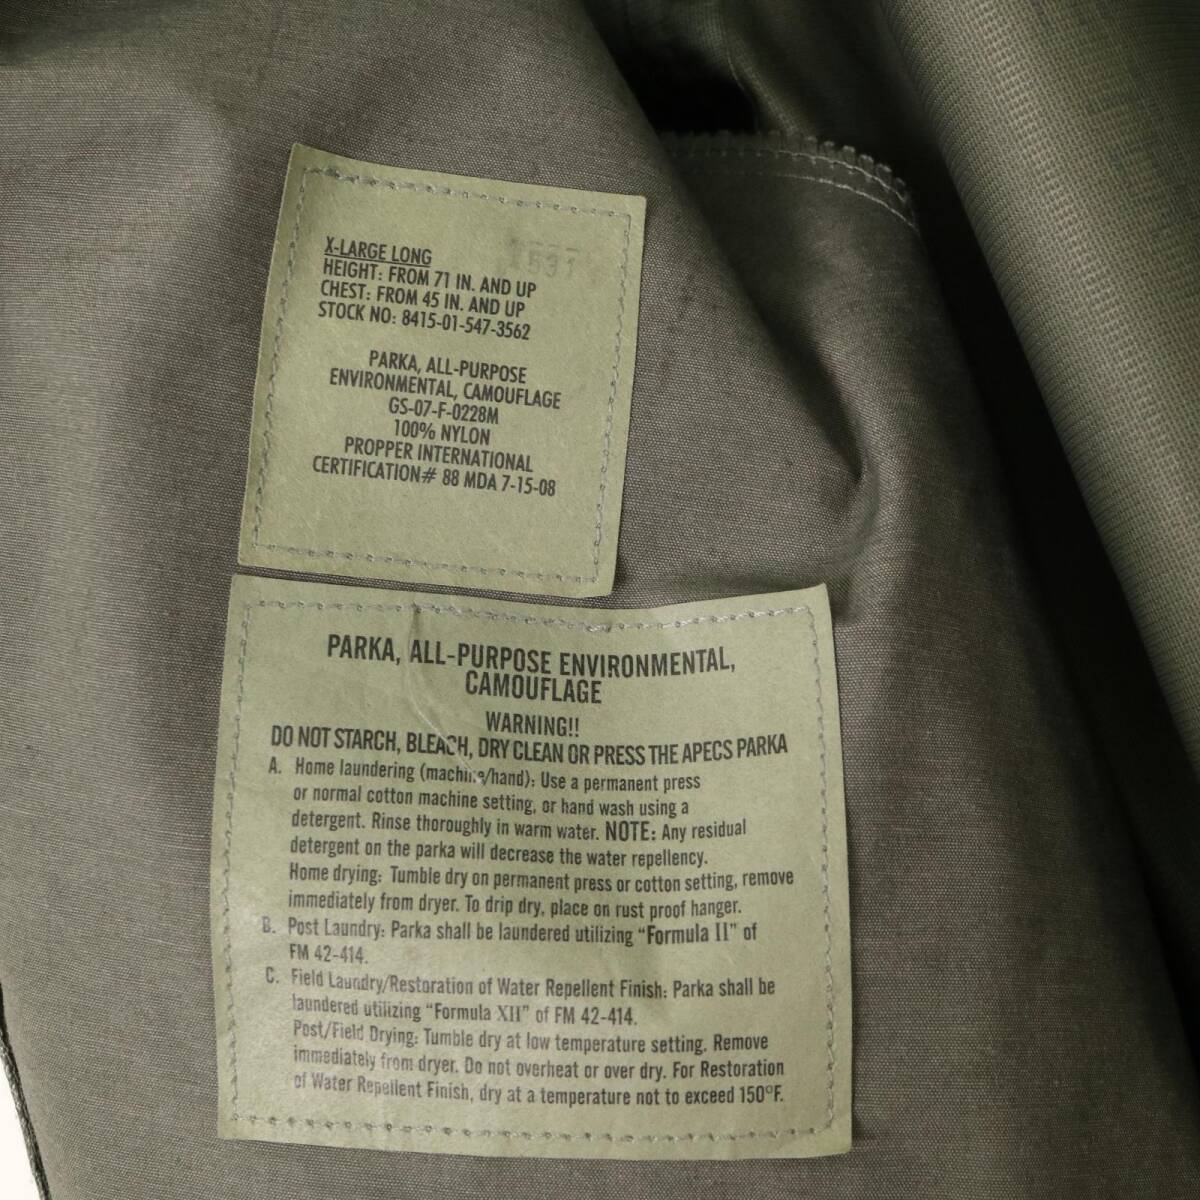 X-LARGE LONG
HEIGHT: FROM 71 IN. AND UP
CHEST: FROM 45 IN. AND UP
STOCK NO: 8415-01-547-3562
PARKA, ALL-PURPOSE
ENVIRONMENTAL, CAMOUFLAGE
GS-07-F-0228M
100% NYLON
PROPPER INTERNATIONAL
CERTIFICATION# 88 MDA 7-15-08
PARKA, ALL-PURPOSE ENVIRONMENTAL,
CAMOUFLAGE
WARNING!!
DO NOT STARCH, BLEACH, DRY CLEAN OR PRESS THE APECS PARKA
A. Home laundering (machine/hand): Use a permanent press
or normal cotton machine setting, or hand wash using a
detergent. Rinse thoroughly in warm water. NOTE: Any residual
detergent on the parka will decrease the water repellency.
Home drying: Tumble dry on permanent press or cotton setting, remove
immediately from dryer. To drip dry, place on rust proof hanger.
B. Post Laundry: Parka shall be laundered utilizing "Formula II" of
FM 42-414.
C. Field Laundry/Restoration of Water Repellent Finish: Parka shall be
laundered utilizing "Formula XII" of FM 42-414.
Post/Field Drying: Tumble dry at low temperature setting. Remove
immediately from dryer. Do not overheat or over dry. For Restoration
of Water Repellent Finish, dry at a temperature not to exceed 150°F.